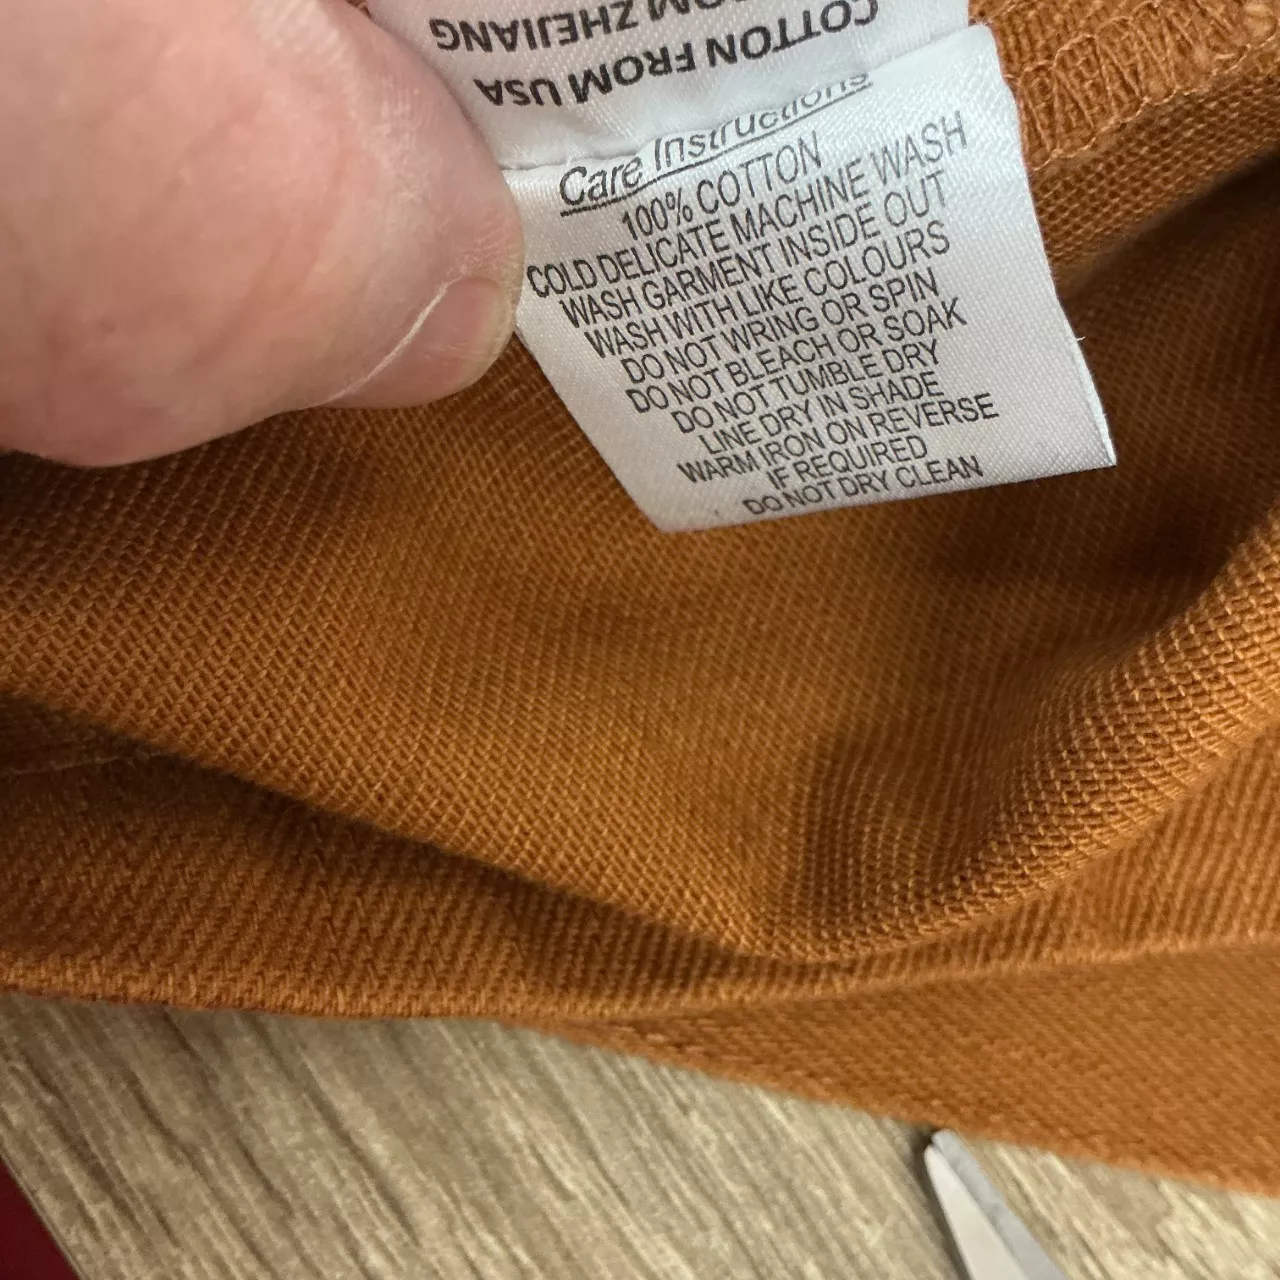 COTTON FROM USA
OM ZHEJIANG
Care Instructions
100% COTTON
COLD DELICATE MACHINE WASH
WASH GARMENT INSIDE OUT
WASH WITH LIKE COLOURS
DO NOT WRING OR SPIN
DO NOT BLEACH OR SOAK
DO NOT TUMBLE DRY
LINE DRY IN SHADE
WARM IRON ON REVERSE
IF REQUIRED
DO NOT DRY CLEAN